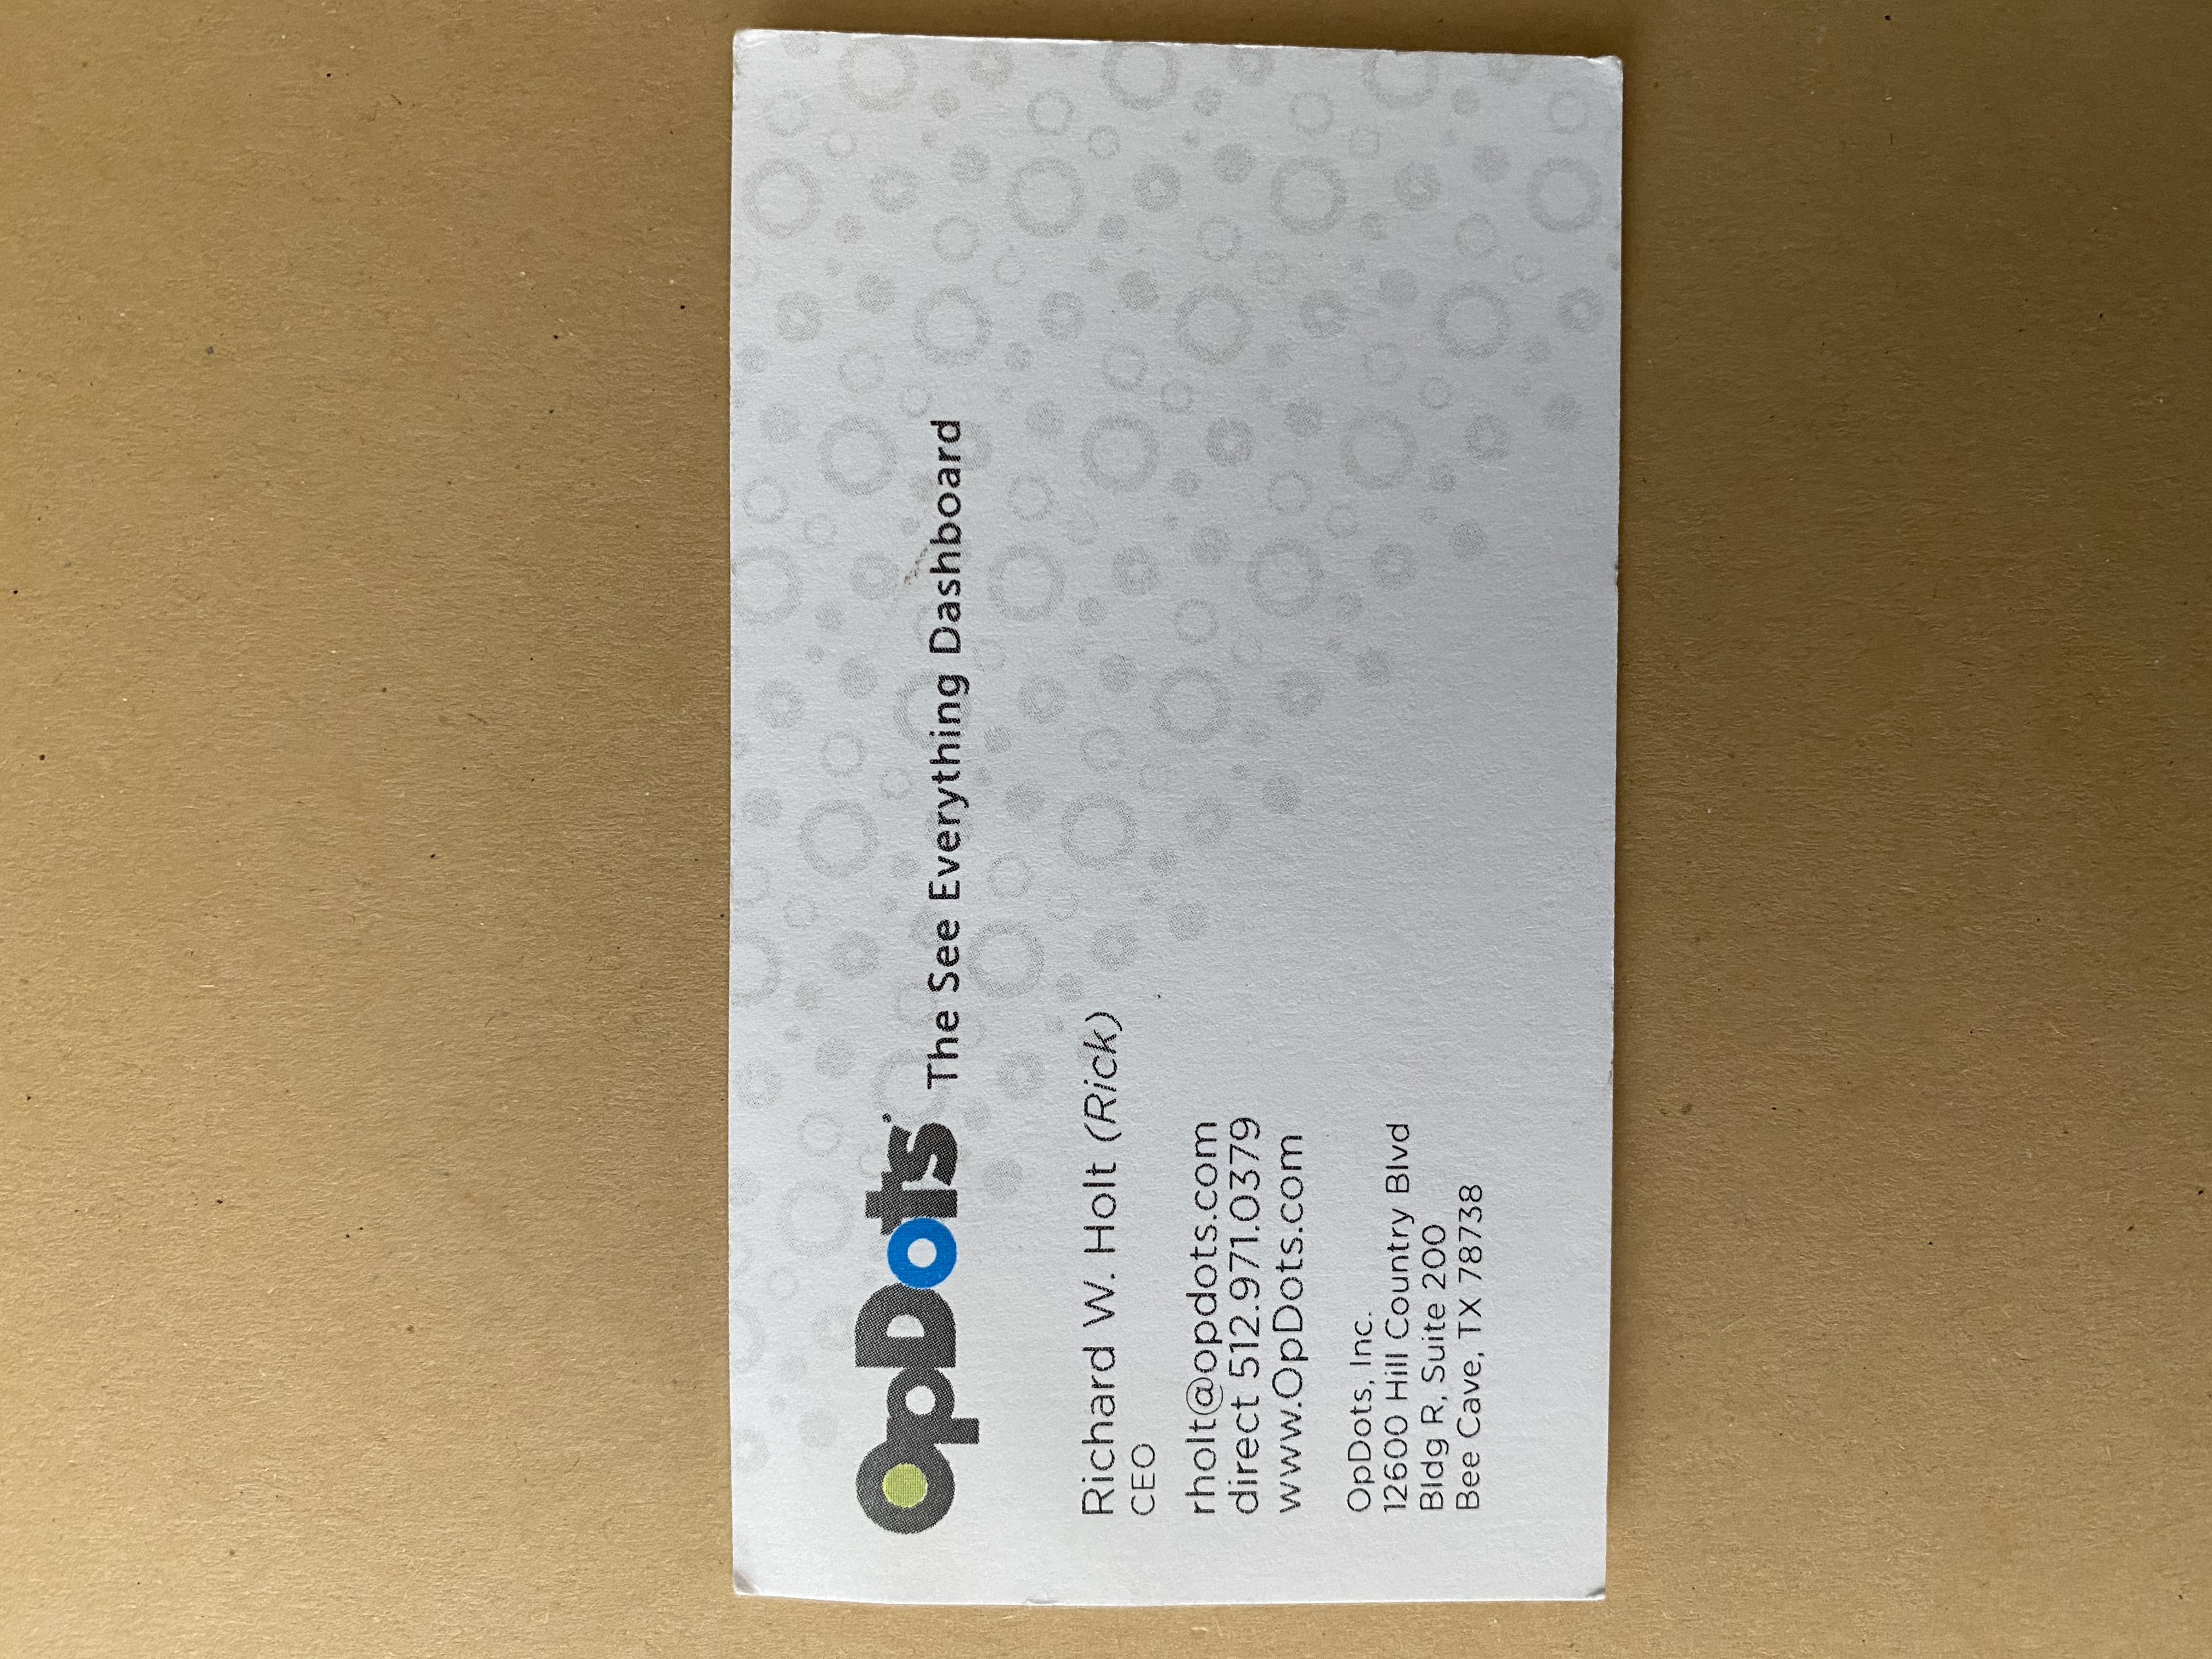 OpDots The See Everything Dashboard
Richard W. Holt (Rick)
CEO
rholt@opdots.com
direct 512.971.0379
www.OpDots.com
OpDots, Inc.
12600 Hill Country Blvd
Bldg R, Suite 200
Bee Cave, TX 78738